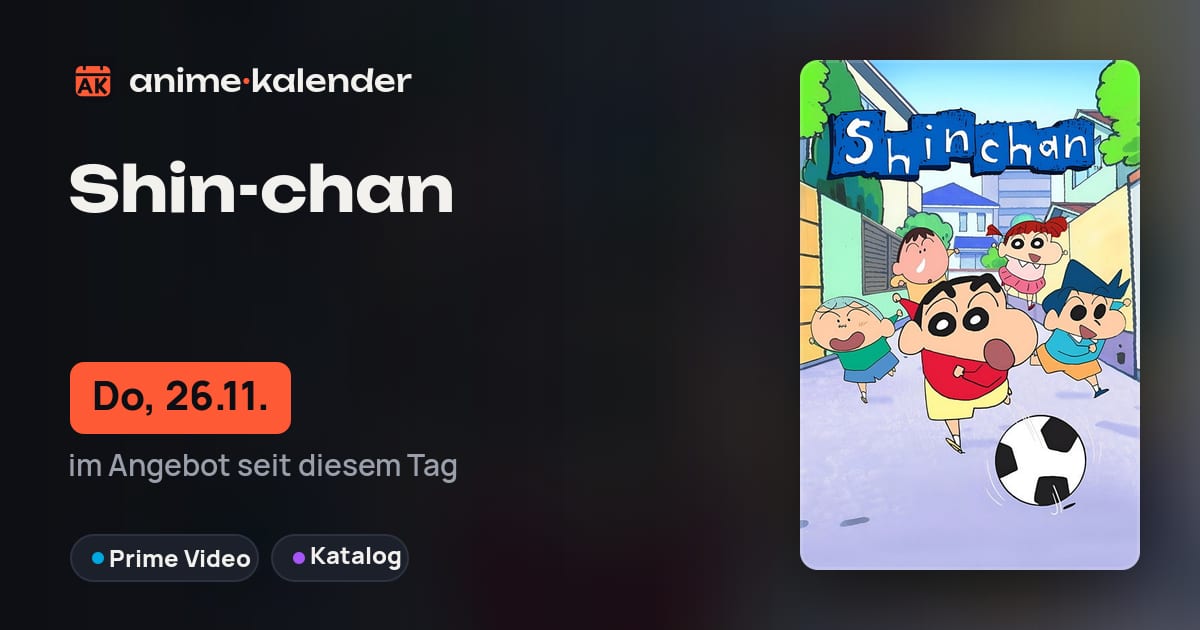 AK
anime·kalender
Shin-chan
Do, 26.11.
im Angebot seit diesem Tag
Prime Video
Katalog
Shinchan